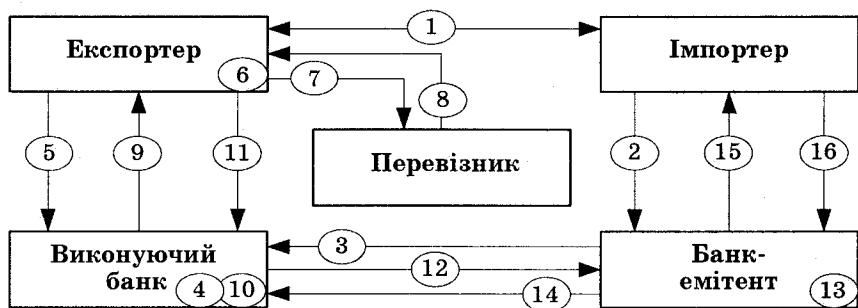 1
Експортер
Імпортер
6
7
8
5
9
11
Перевізник
2
15
16
Виконуючий
банк
4
10
3
12
14
Банк-
емітент
13